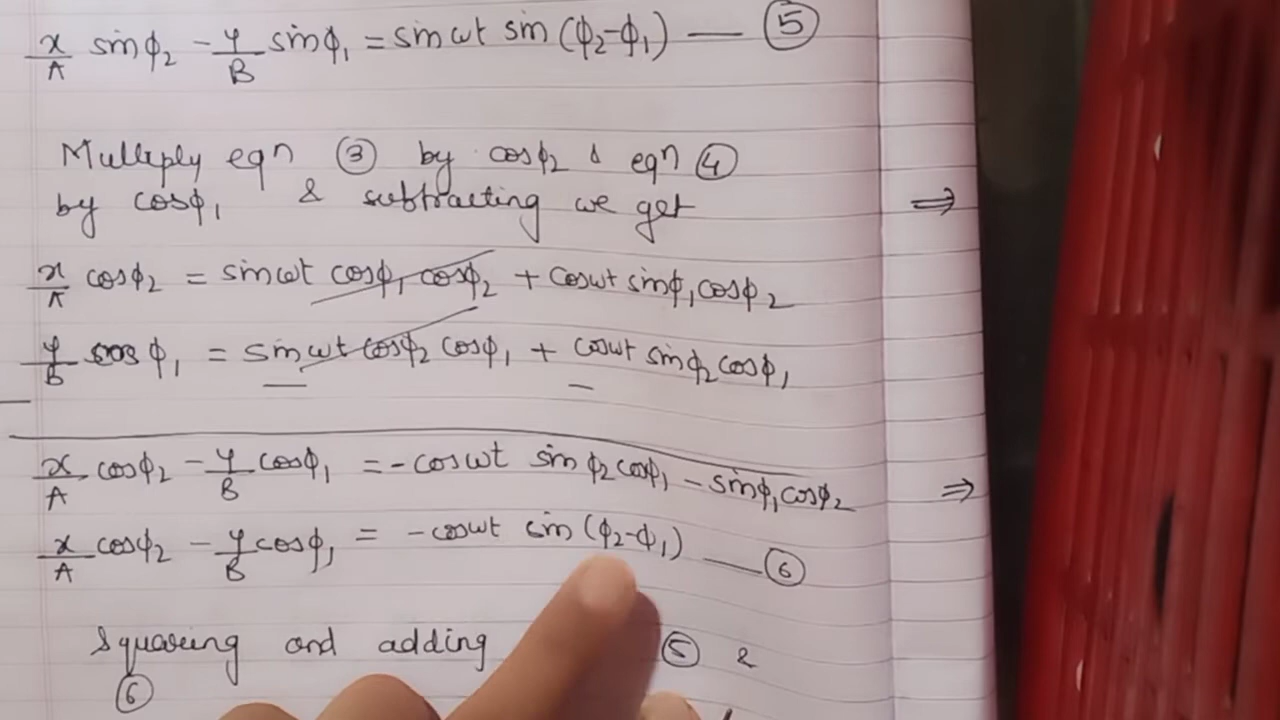 x/A sinϕ₂ - y/B sinϕ₁ = sinωt sin(ϕ₂-ϕ₁) — ⑤
Multiply eqn ③ by cosϕ₂ & eqn ④
by cosϕ₁ & subtracting we get ⇒
x/A cosϕ₂ = sinωt cosϕ₁ cosϕ₂ + cosωt sinϕ₁ cosϕ₂
y/B cosϕ₁ = sinωt cosϕ₂ cosϕ₁ + cosωt sinϕ₂ cosϕ₁
— — —
x/A cosϕ₂ - y/B cosϕ₁ = -cosωt sinϕ₂ cosϕ₁ - sinϕ₁ cosϕ₂ ⇒
x/A cosϕ₂ - y/B cosϕ₁ = -cosωt sin(ϕ₂-ϕ₁) — ⑥
Squaring and adding ⑤ &
⑥